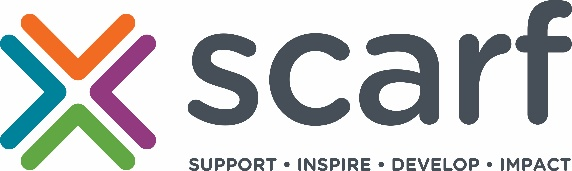 scarf
SUPPORT • INSPIRE • DEVELOP • IMPACT